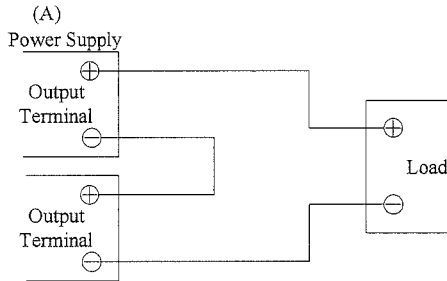 (A)
Power Supply
⊕
Output
Terminal
⊖
⊕
Output
Terminal
⊖
⊕
Load
⊖